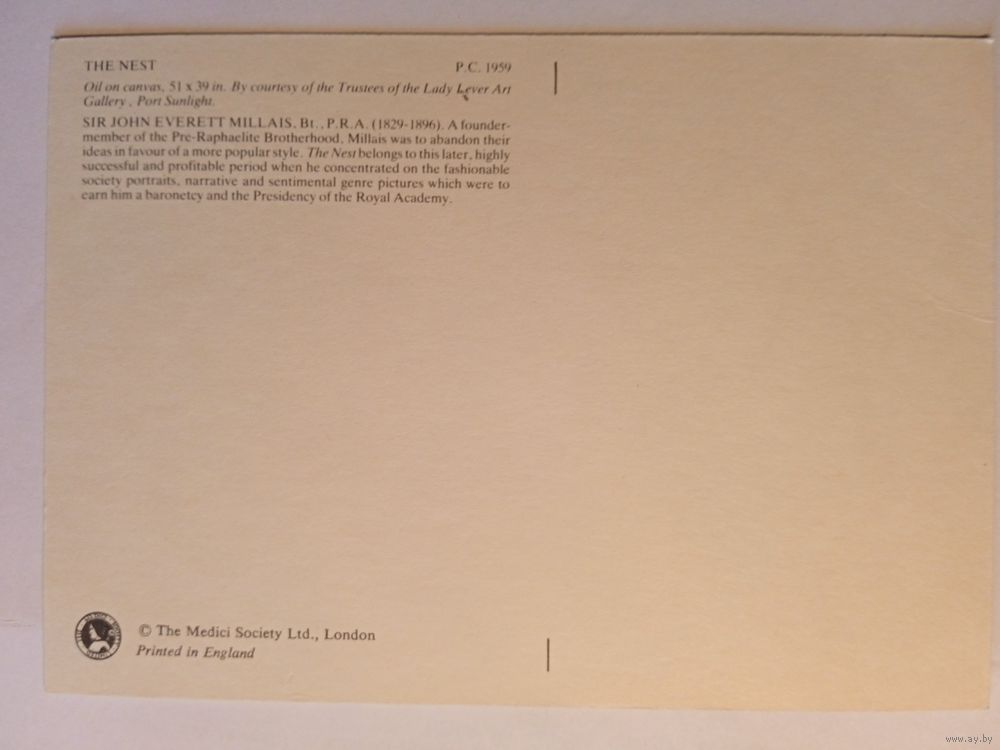 THE NEST P.C. 1959
Oil on canvas, 51 x 39 in. By courtesy of the Trustees of the Lady Lever Art
Gallery , Port Sunlight.
SIR JOHN EVERETT MILLAIS, Bt., P.R.A. (1829-1896). A founder-
member of the Pre-Raphaelite Brotherhood, Millais was to abandon their
ideas in favour of a more popular style. The Nest belongs to this later, highly
successful and profitable period when he concentrated on the fashionable
society portraits, narrative and sentimental genre pictures which were to
earn him a baronetcy and the Presidency of the Royal Academy.
© The Medici Society Ltd., London
Printed in England
www.ay.by